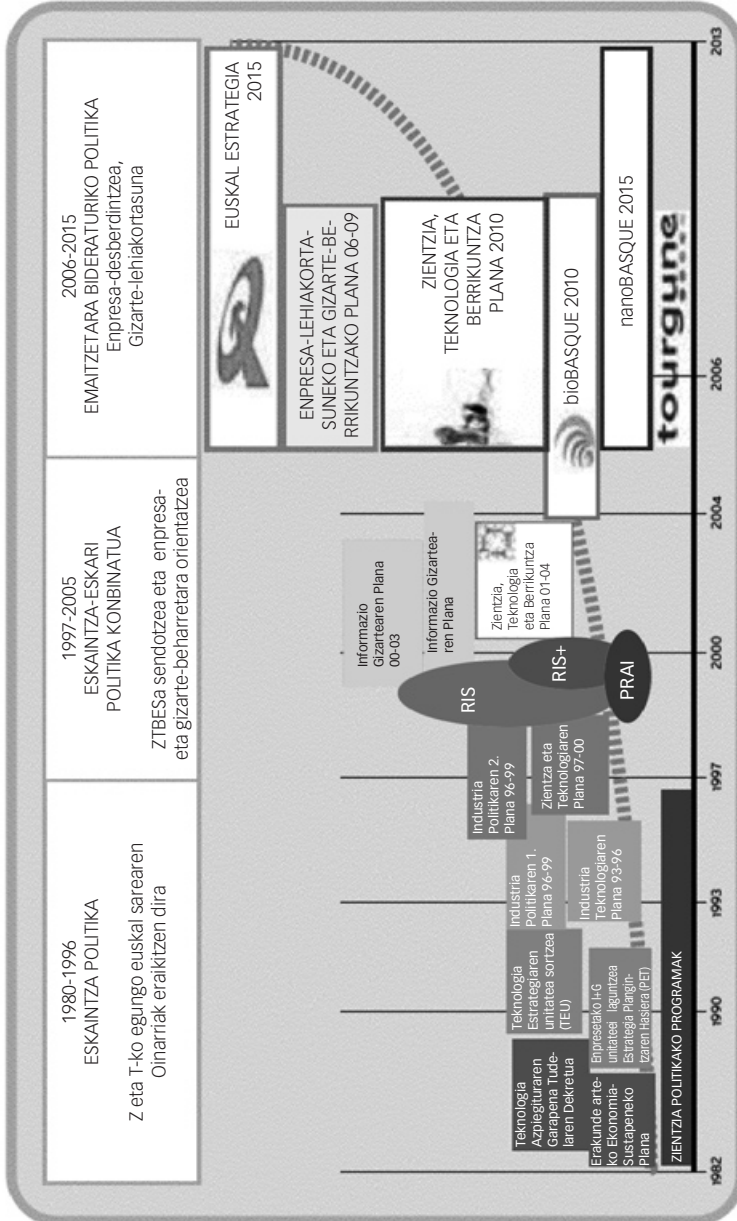 1980-1996
ESKAINTZA POLITIKA
Z eta T-ko egungo euskal sarearen
Oinarriak eraikitzen dira
1997-2005
ESKAINTZA-ESKARI
POLITIKA KONBINATUA
ZTBESa sendotzea eta enpresa-
eta gizarte-beharretara orientatzea
2006-2015
EMAITZETARA BIDERATURIKO POLITIKA
Enpresa-desberdintzea,
Gizarte-lehiakortasuna
EUSKAL ESTRATEGIA
2015
ENPRESA-LEHIAKORTA-
SUNEKO ETA GIZARTE-BE-
RRIKUNTZAKO PLANA 06-09
ZIENTZIA,
TEKNOLOGIA ETA
BERRIKUNTZA
PLANA 2010
bioBASQUE 2010
nanoBASQUE 2015
tourgune
Informazio
Gizartearen Plana
00-03
Informazio Gizartea-
ren Plana
Zientzia,
Teknologia
eta Berrikuntza
Plana 01-04
RIS
RIS+
PRAI
Industria
Politikaren 2.
Plana 96-99
Zientza eta
Teknologiaren
Plana 97-00
Industria
Politikaren 1.
Plana 96-99
Industria
Teknologiaren
Plana 93-96
Teknologia
Estrategiaren
unitatea sortzea
(TEU)
Enpresetako I+G
unitateei laguntzea
Estrategia Plangin-
tzaren Hasiera (PET)
Teknologia
Azpiegituraren
Garapena Tude-
laren Dekretua
Erakunde arte-
ko Ekonomia-
Sustapeneko
Plana
ZIENTZIA POLITIKAKO PROGRAMAK
1982
1990
1993
1997
2000
2004
2006
2013